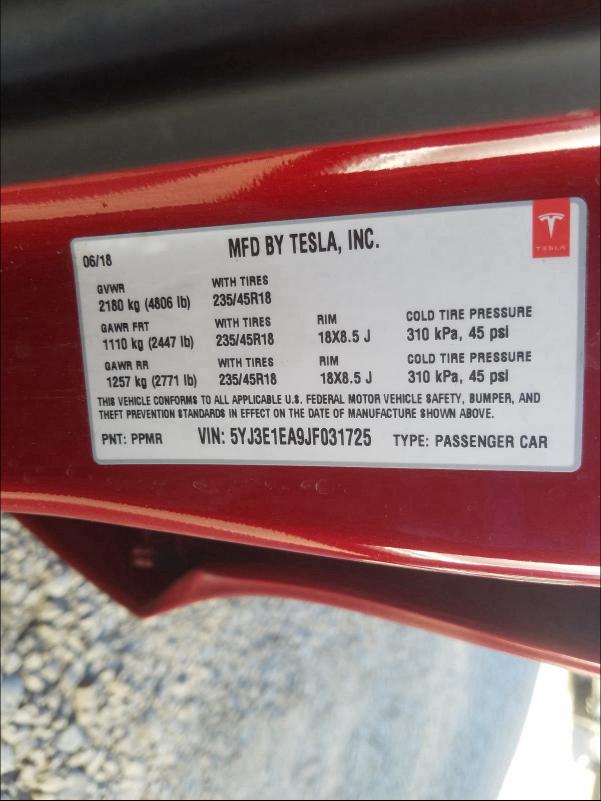 06/18 MFD BY TESLA, INC.
TESLA
GVWR WITH TIRES
2180 kg (4806 lb) 235/45R18
GAWR FRT WITH TIRES RIM COLD TIRE PRESSURE
1110 kg (2447 lb) 235/45R18 18X8.5 J 310 kPa, 45 psi
GAWR RR WITH TIRES RIM COLD TIRE PRESSURE
1257 kg (2771 lb) 235/45R18 18X8.5 J 310 kPa, 45 psi
THIS VEHICLE CONFORMS TO ALL APPLICABLE U.S. FEDERAL MOTOR VEHICLE SAFETY, BUMPER, AND
THEFT PREVENTION STANDARDS IN EFFECT ON THE DATE OF MANUFACTURE SHOWN ABOVE.
PNT: PPMR VIN: 5YJ3E1EA9JF031725 TYPE: PASSENGER CAR